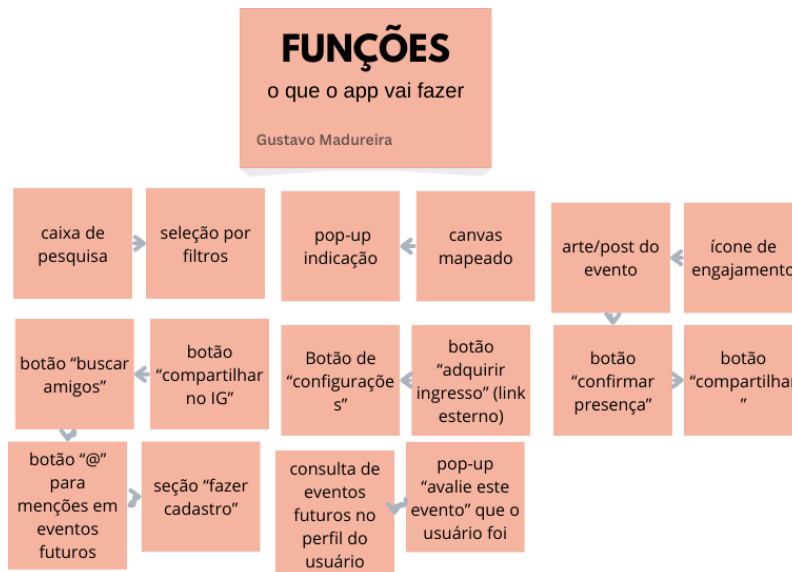 FUNÇÕES
o que o app vai fazer
Gustavo Madureira
caixa de
pesquisa
seleção por
filtros
pop-up
indicação
canvas
mapeado
arte/post do
evento
ícone de
engajamento
botão “buscar
amigos”
botão
“compartilhar
no IG”
Botão de
“configuraçõe
s”
botão
“adquirir
ingresso” (link
esterno)
botão
“confirmar
presença”
botão
“compartilhar
”
botão “@”
para
menções em
eventos
futuros
seção “fazer
cadastro”
consulta de
eventos
futuros no
perfil do
usuário
pop-up
“avalie este
evento” que o
usuário foi